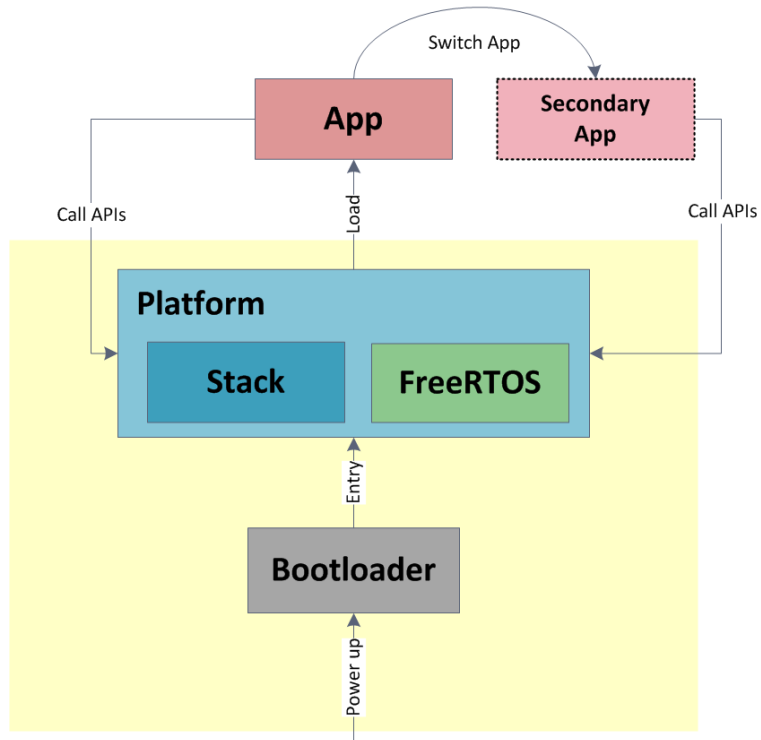 Switch App
App
Secondary
App
Call APIs
Load
Call APIs
Platform
Stack
FreeRTOS
Entry
Bootloader
Power up